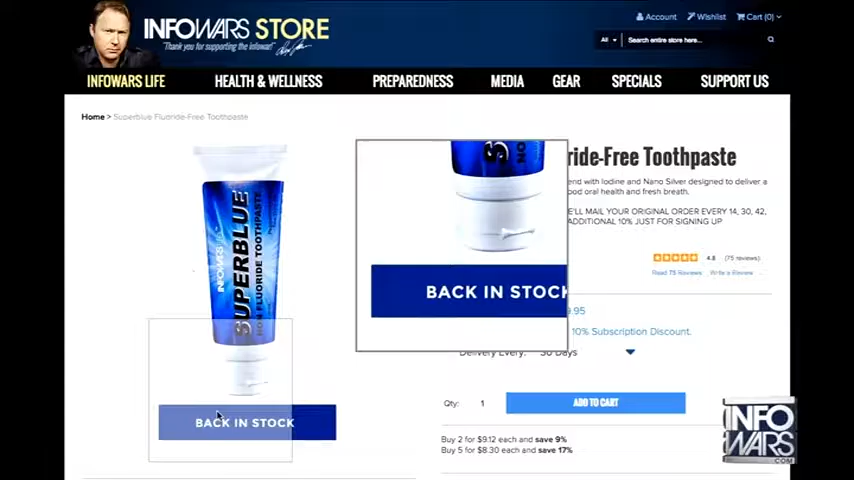 INFOWARS STORE
"Thank you for supporting the infowar!"
Account
Wishlist
Cart (0)
All
Search entire store here...
INFOWARS LIFE
HEALTH & WELLNESS
PREPAREDNESS
MEDIA
GEAR
SPECIALS
SUPPORT US
Home > Superblue Fluoride-Free Toothpaste
INFOWARS
SUPERBLUE
NON FLUORIDE TOOTHPASTE
BACK IN STOCK
S
NO
BACK IN STOCK
ride-Free Toothpaste
end with Iodine and Nano Silver designed to deliver a
ood oral health and fresh breath.
E'LL MAIL YOUR ORIGINAL ORDER EVERY 14, 30, 42,
ADDITIONAL 10% JUST FOR SIGNING UP
4.8 (75 reviews)
Read 75 Reviews
Write a Review
9.95
10% Subscription Discount.
Delivery Every: 30 Days
Qty: 1
ADD TO CART
Buy 2 for $9.12 each and save 9%
Buy 5 for $8.30 each and save 17%
INFO
WARS
.COM